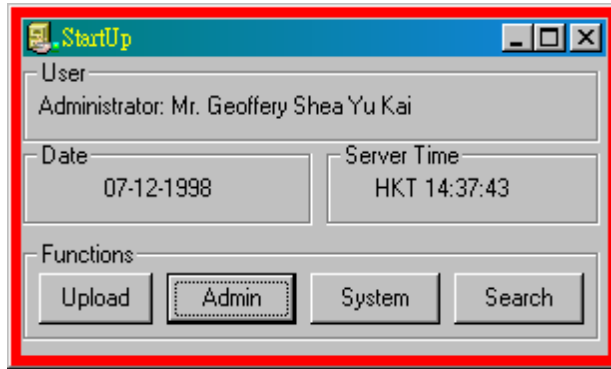 StartUp
User
Administrator: Mr. Geoffery Shea Yu Kai
Date
07-12-1998
Server Time
HKT 14:37:43
Functions
Upload Admin System Search